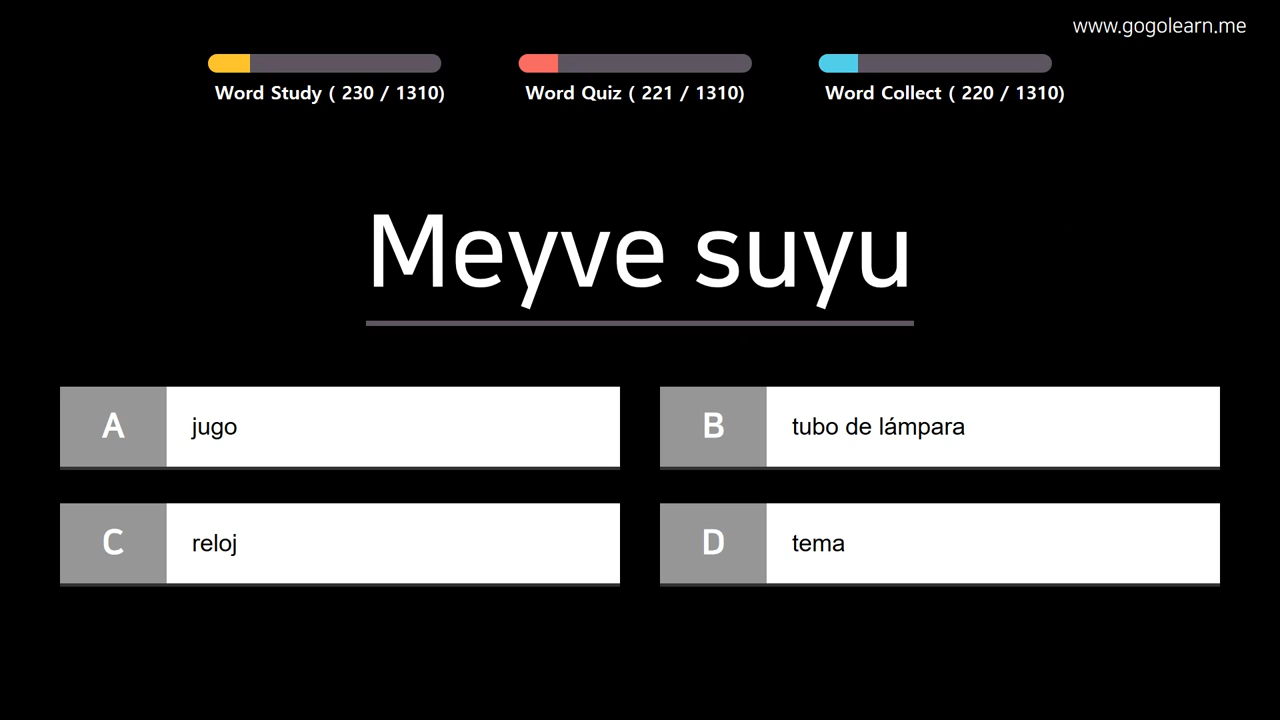 www.gogolearn.me
Word Study ( 230 / 1310)
Word Quiz ( 221 / 1310)
Word Collect ( 220 / 1310)
Meyve suyu
A jugo
B tubo de lámpara
C reloj
D tema